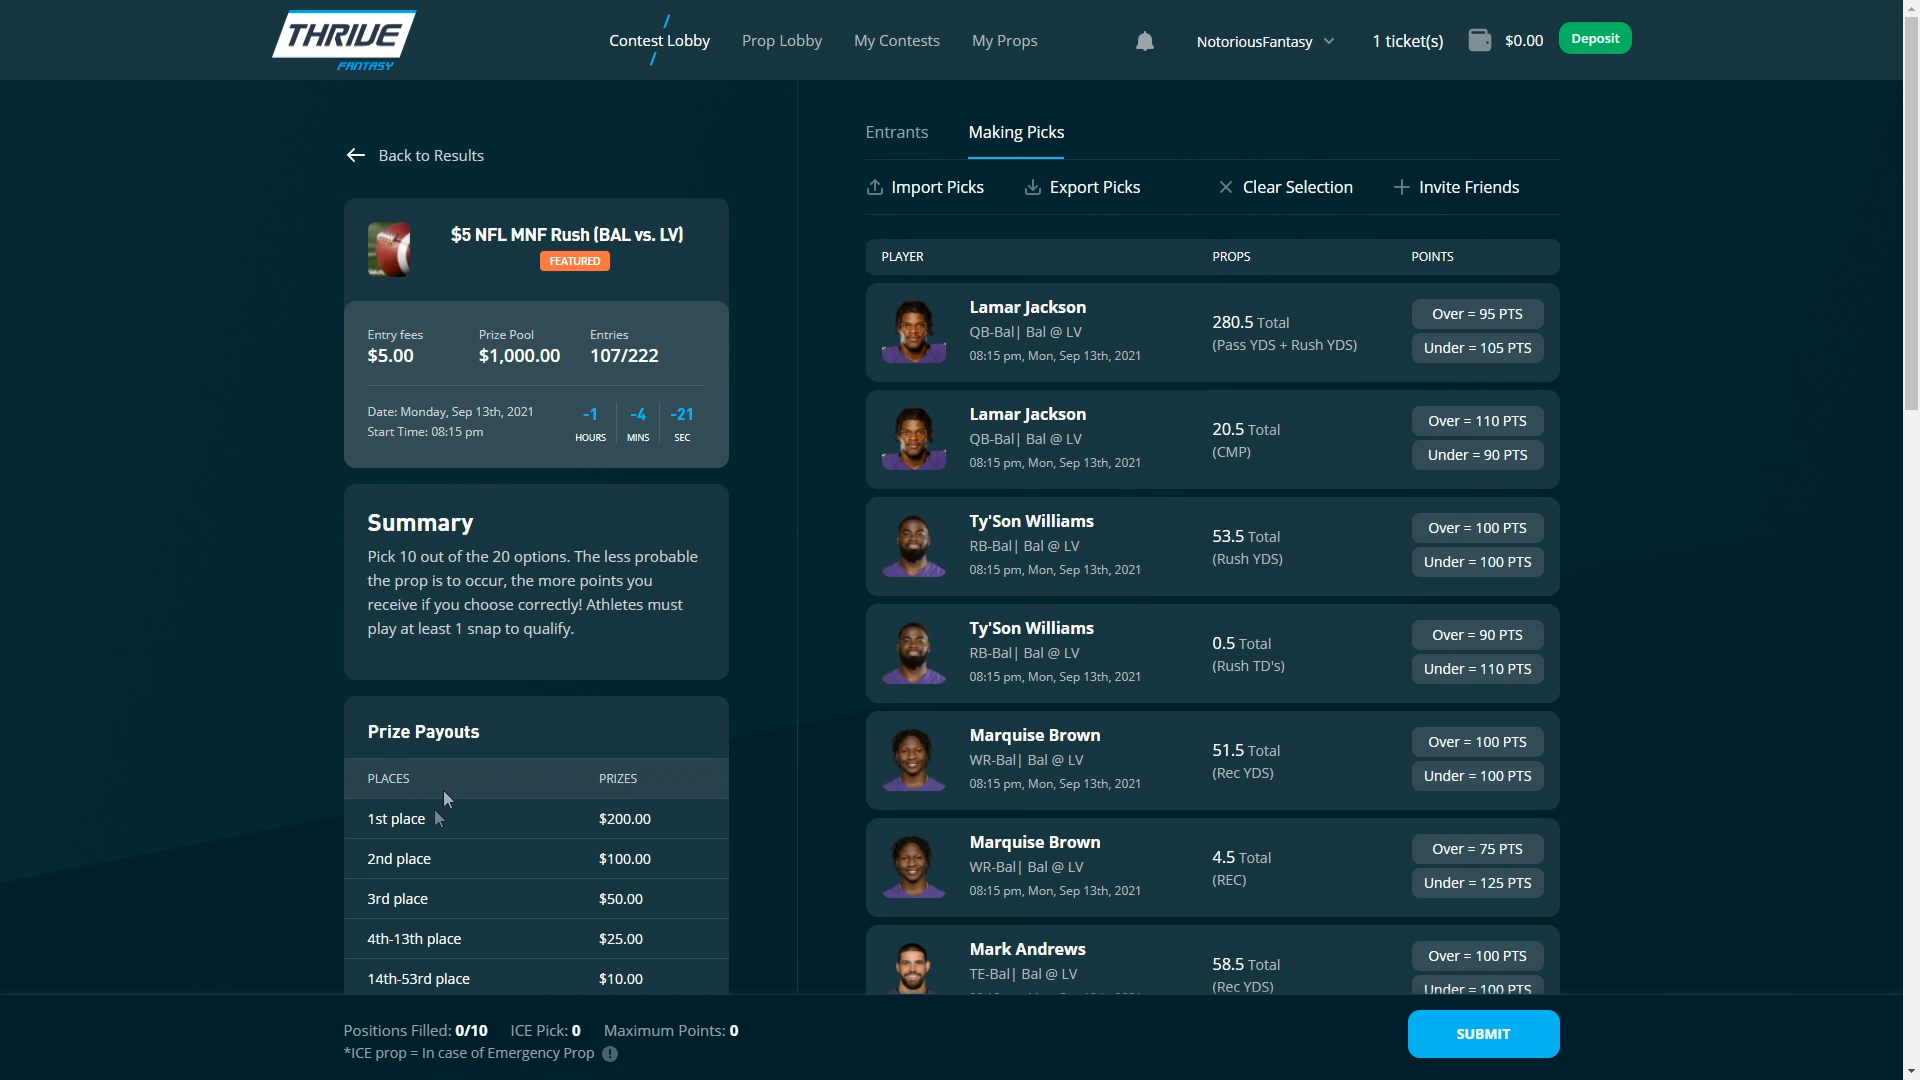 THRIVE
FANTASY
Contest Lobby
Prop Lobby
My Contests
My Props
NotoriousFantasy
1 ticket(s)
$0.00
Deposit
Back to Results
$5 NFL MNF Rush (BAL vs. LV)
FEATURED
Entry fees Prize Pool Entries
$5.00 $1,000.00 107/222
Date: Monday, Sep 13th, 2021
Start Time: 08:15 pm
-1 -4 -21
HOURS MINS SEC
Summary
Pick 10 out of the 20 options. The less probable
the prop is to occur, the more points you
receive if you choose correctly! Athletes must
play at least 1 snap to qualify.
Prize Payouts
PLACES PRIZES
1st place $200.00
2nd place $100.00
3rd place $50.00
4th-13th place $25.00
14th-53rd place $10.00
Entrants Making Picks
Import Picks Export Picks Clear Selection Invite Friends
PLAYER PROPS POINTS
Lamar Jackson
QB-Bal| Bal @ LV
08:15 pm, Mon, Sep 13th, 2021
280.5 Total
(Pass YDS + Rush YDS)
Over = 95 PTS
Under = 105 PTS
Lamar Jackson
QB-Bal| Bal @ LV
08:15 pm, Mon, Sep 13th, 2021
20.5 Total
(CMP)
Over = 110 PTS
Under = 90 PTS
Ty'Son Williams
RB-Bal| Bal @ LV
08:15 pm, Mon, Sep 13th, 2021
53.5 Total
(Rush YDS)
Over = 100 PTS
Under = 100 PTS
Ty'Son Williams
RB-Bal| Bal @ LV
08:15 pm, Mon, Sep 13th, 2021
0.5 Total
(Rush TD's)
Over = 90 PTS
Under = 110 PTS
Marquise Brown
WR-Bal| Bal @ LV
08:15 pm, Mon, Sep 13th, 2021
51.5 Total
(Rec YDS)
Over = 100 PTS
Under = 100 PTS
Marquise Brown
WR-Bal| Bal @ LV
08:15 pm, Mon, Sep 13th, 2021
4.5 Total
(REC)
Over = 75 PTS
Under = 125 PTS
Mark Andrews
TE-Bal| Bal @ LV
58.5 Total
(Rec YDS)
Over = 100 PTS
Under = 100 PTS
Positions Filled: 0/10 ICE Pick: 0 Maximum Points: 0
*ICE prop = In case of Emergency Prop
SUBMIT